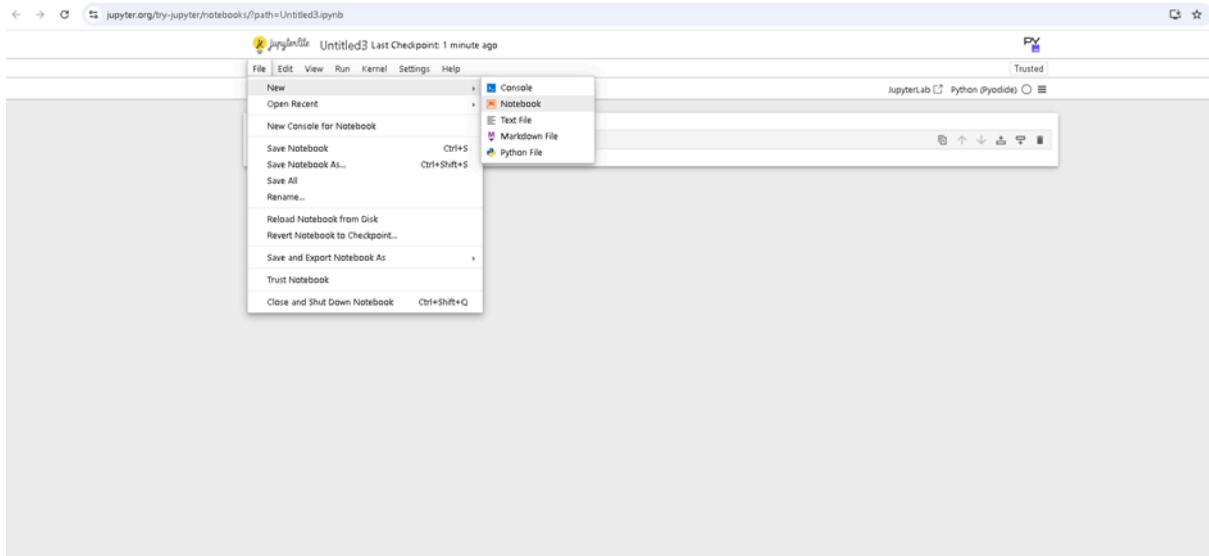 jupyter.org/try-jupyter/notebooks/?path=Untitled3.ipynb
jupyterlite Untitled3 Last Checkpoint: 1 minute ago
PY
File Edit View Run Kernel Settings Help
Trusted
JupyterLab Python (Pyodide)
New
Open Recent
New Console for Notebook
Save Notebook Ctrl+S
Save Notebook As... Ctrl+Shift+S
Save All
Rename...
Reload Notebook from Disk
Revert Notebook to Checkpoint...
Save and Export Notebook As
Trust Notebook
Close and Shut Down Notebook Ctrl+Shift+Q
Console
Notebook
Text File
Markdown File
Python File